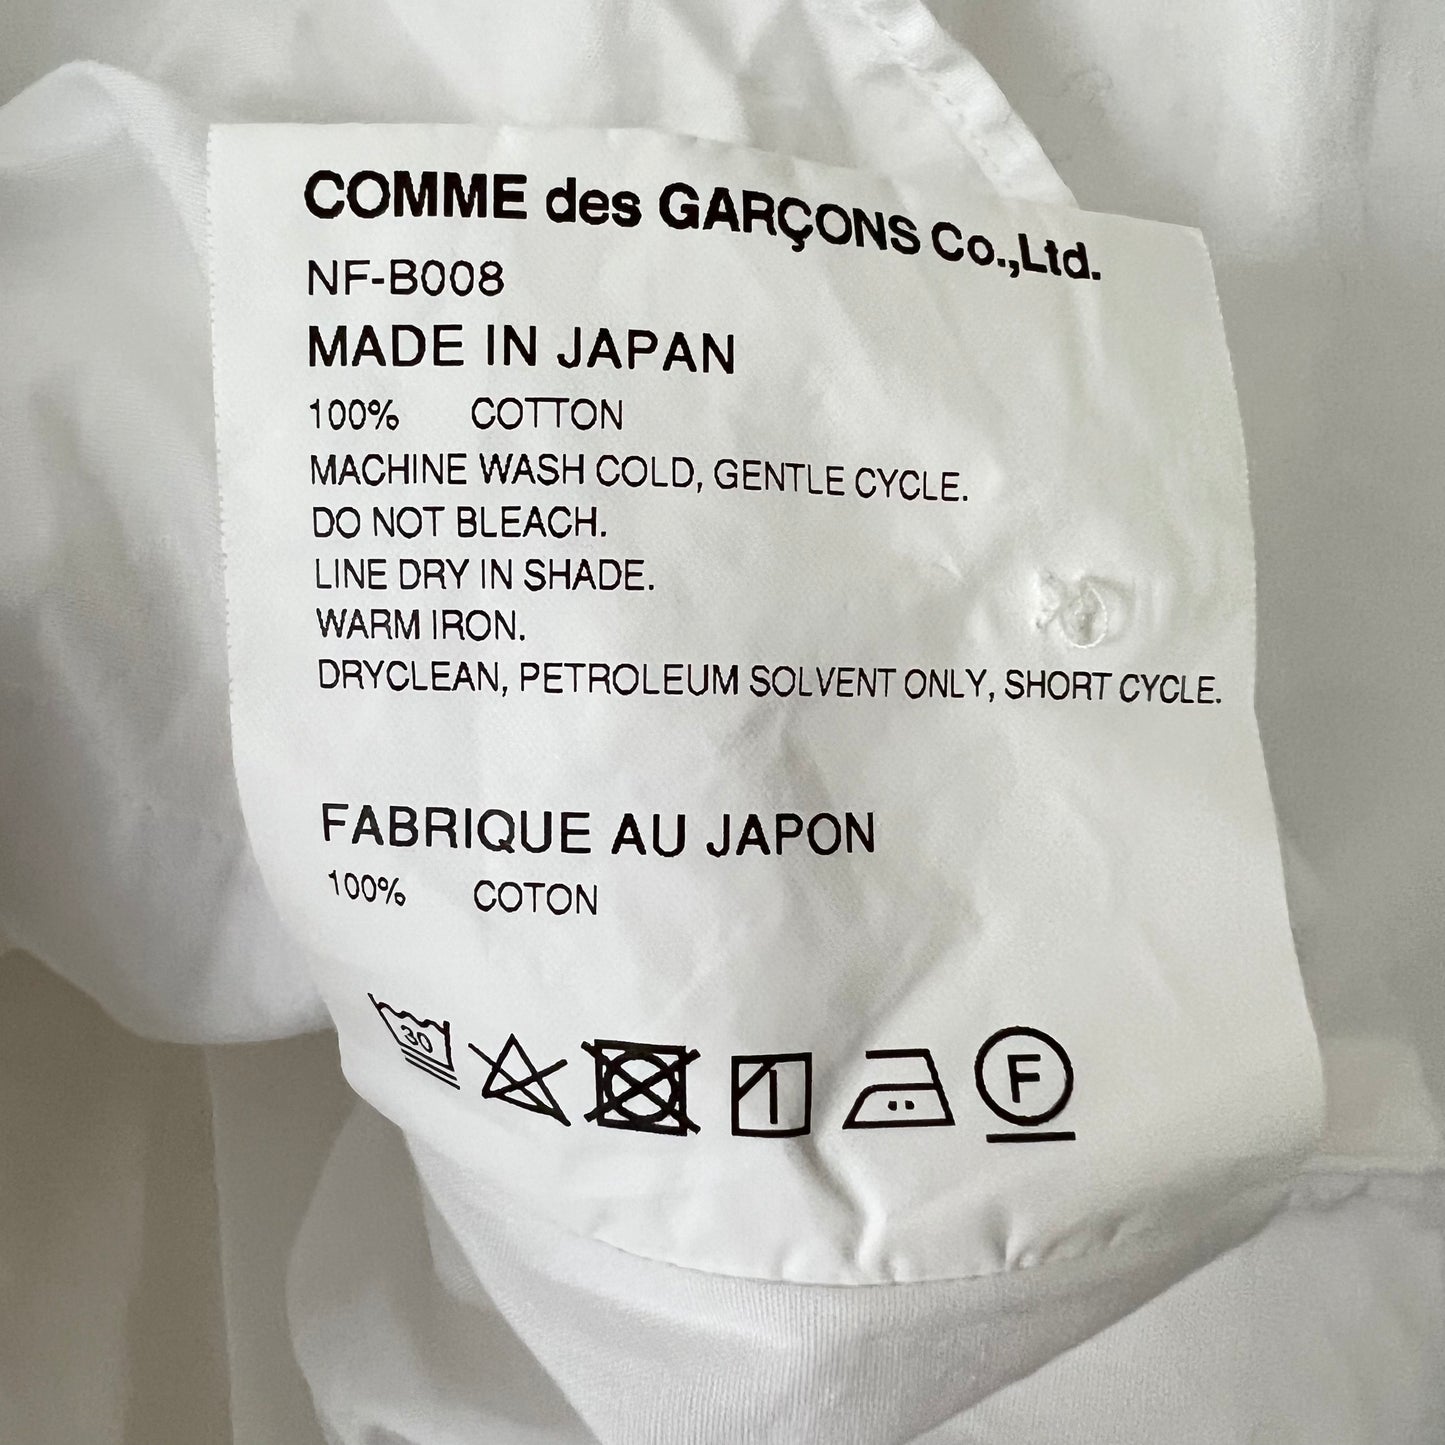 COMME des GARÇONS Co.,Ltd.
NF-B008
MADE IN JAPAN
100% COTTON
MACHINE WASH COLD, GENTLE CYCLE.
DO NOT BLEACH.
LINE DRY IN SHADE.
WARM IRON.
DRYCLEAN, PETROLEUM SOLVENT ONLY, SHORT CYCLE.
FABRIQUE AU JAPON
100% COTON
30
F